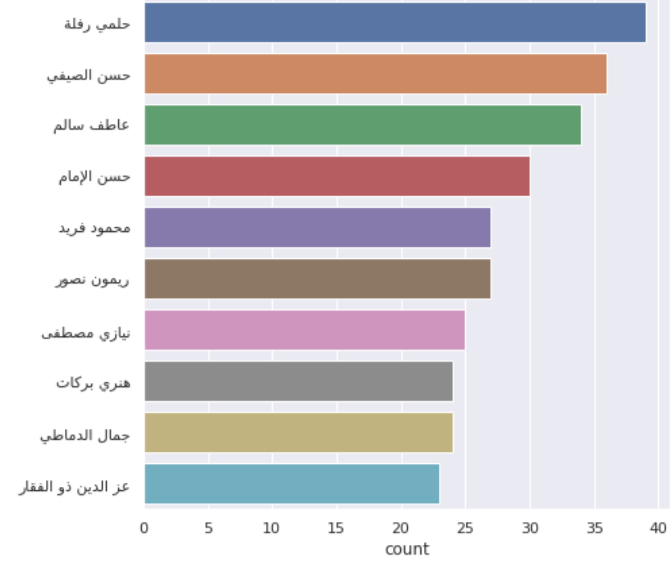 حلمي رفلة
حسن الصيفي
عاطف سالم
حسن الإمام
محمود فريد
ريمون نصور
نيازي مصطفى
هنري بركات
جمال الدماطي
عز الدين ذو الفقار
0 5 10 15 20 25 30 35 40
count